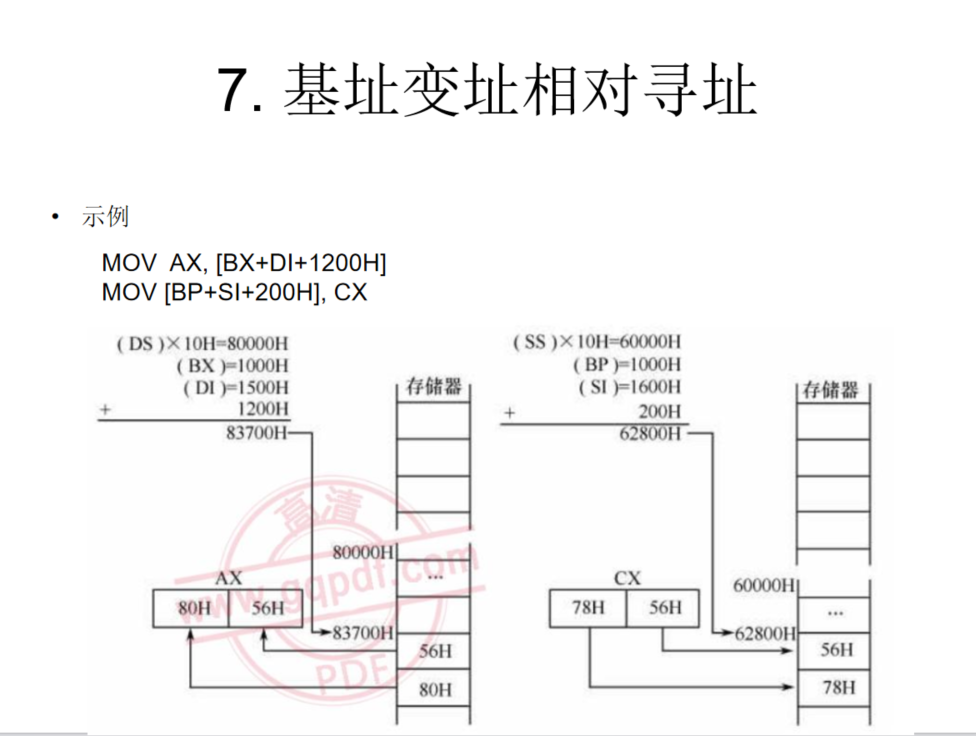 7. 基址变址相对寻址
• 示例
MOV AX, [BX+DI+1200H]
MOV [BP+SI+200H], CX
( DS )×10H=80000H
( BX )=1000H
( DI )=1500H
+ 1200H
83700H
存储器
80000H
...
AX
80H 56H
83700H
56H
80H
( SS )×10H=60000H
( BP )=1000H
( SI )=1600H
+ 200H
62800H
存储器
60000H
...
CX
78H 56H
62800H
56H
78H
高清
www.gqpdf.com
PDF